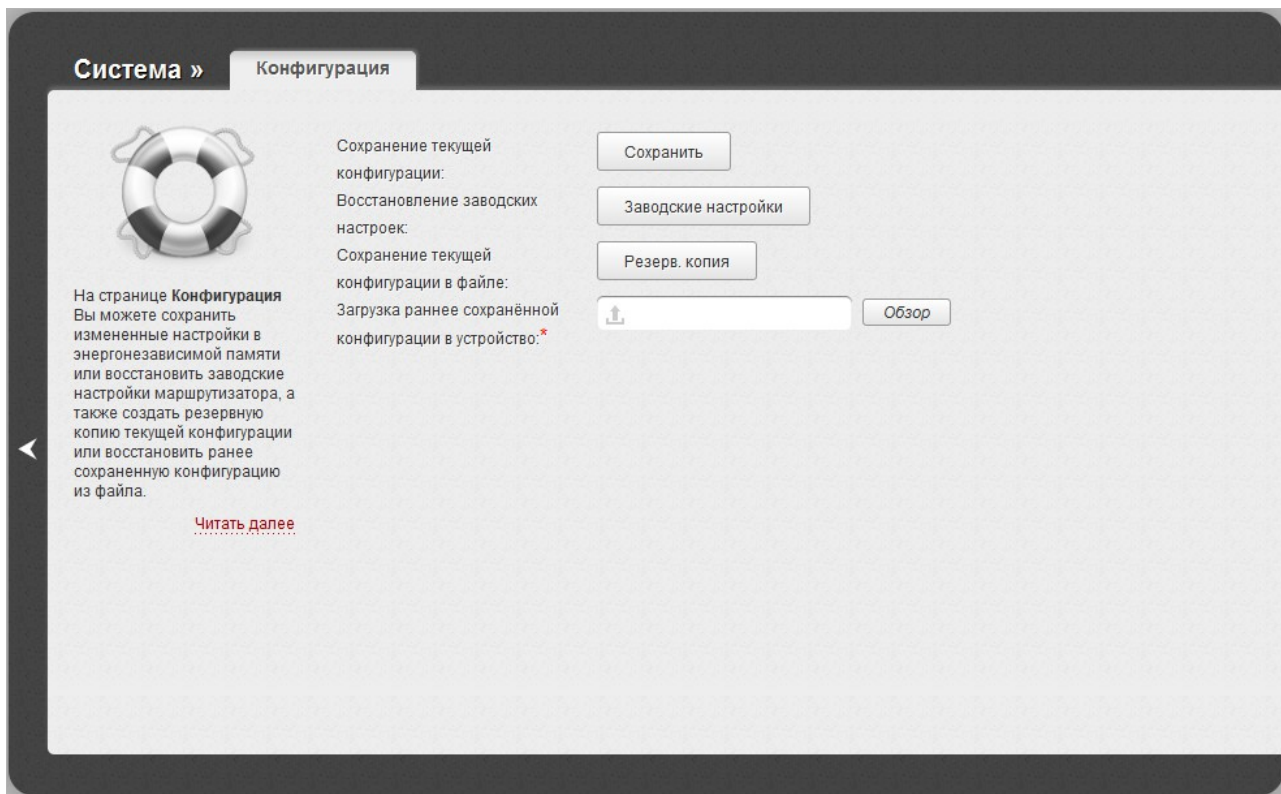 Система »
Конфигурация
На странице Конфигурация
Вы можете сохранить
измененные настройки в
энергонезависимой памяти
или восстановить заводские
настройки маршрутизатора, а
также создать резервную
копию текущей конфигурации
или восстановить ранее
сохраненную конфигурацию
из файла.
Читать далее
Сохранение текущей
конфигурации:
Сохранить
Восстановление заводских
настроек:
Заводские настройки
Сохранение текущей
конфигурации в файле:
Резерв. копия
Загрузка раннее сохранённой
конфигурации в устройство:*
Обзор